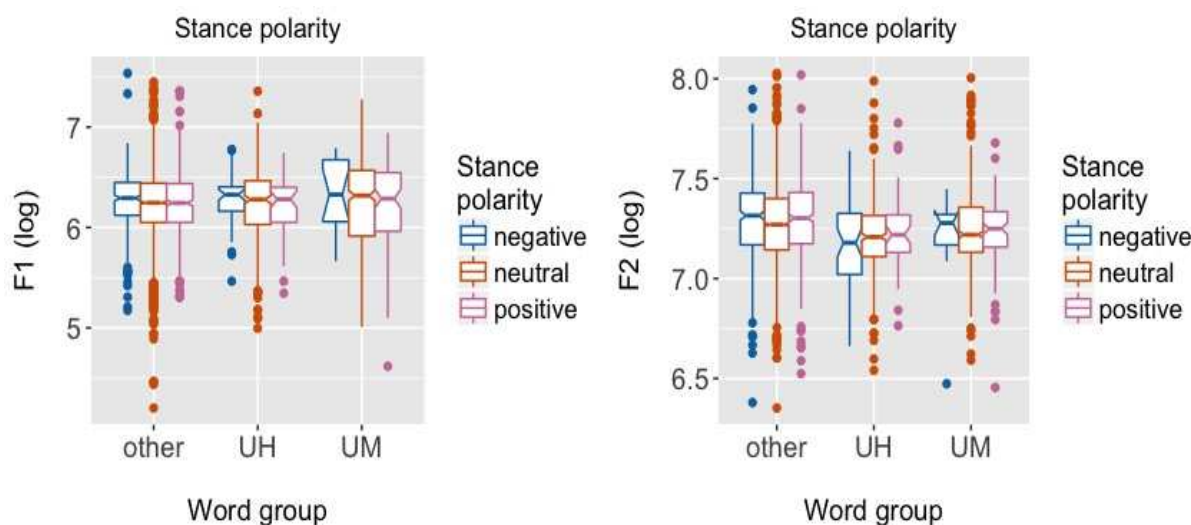 Stance polarity
F1 (log)
7
6
5
other UH UM
Word group
Stance
polarity
negative
neutral
positive
Stance polarity
F2 (log)
8.0
7.5
7.0
6.5
other UH UM
Word group
Stance
polarity
negative
neutral
positive